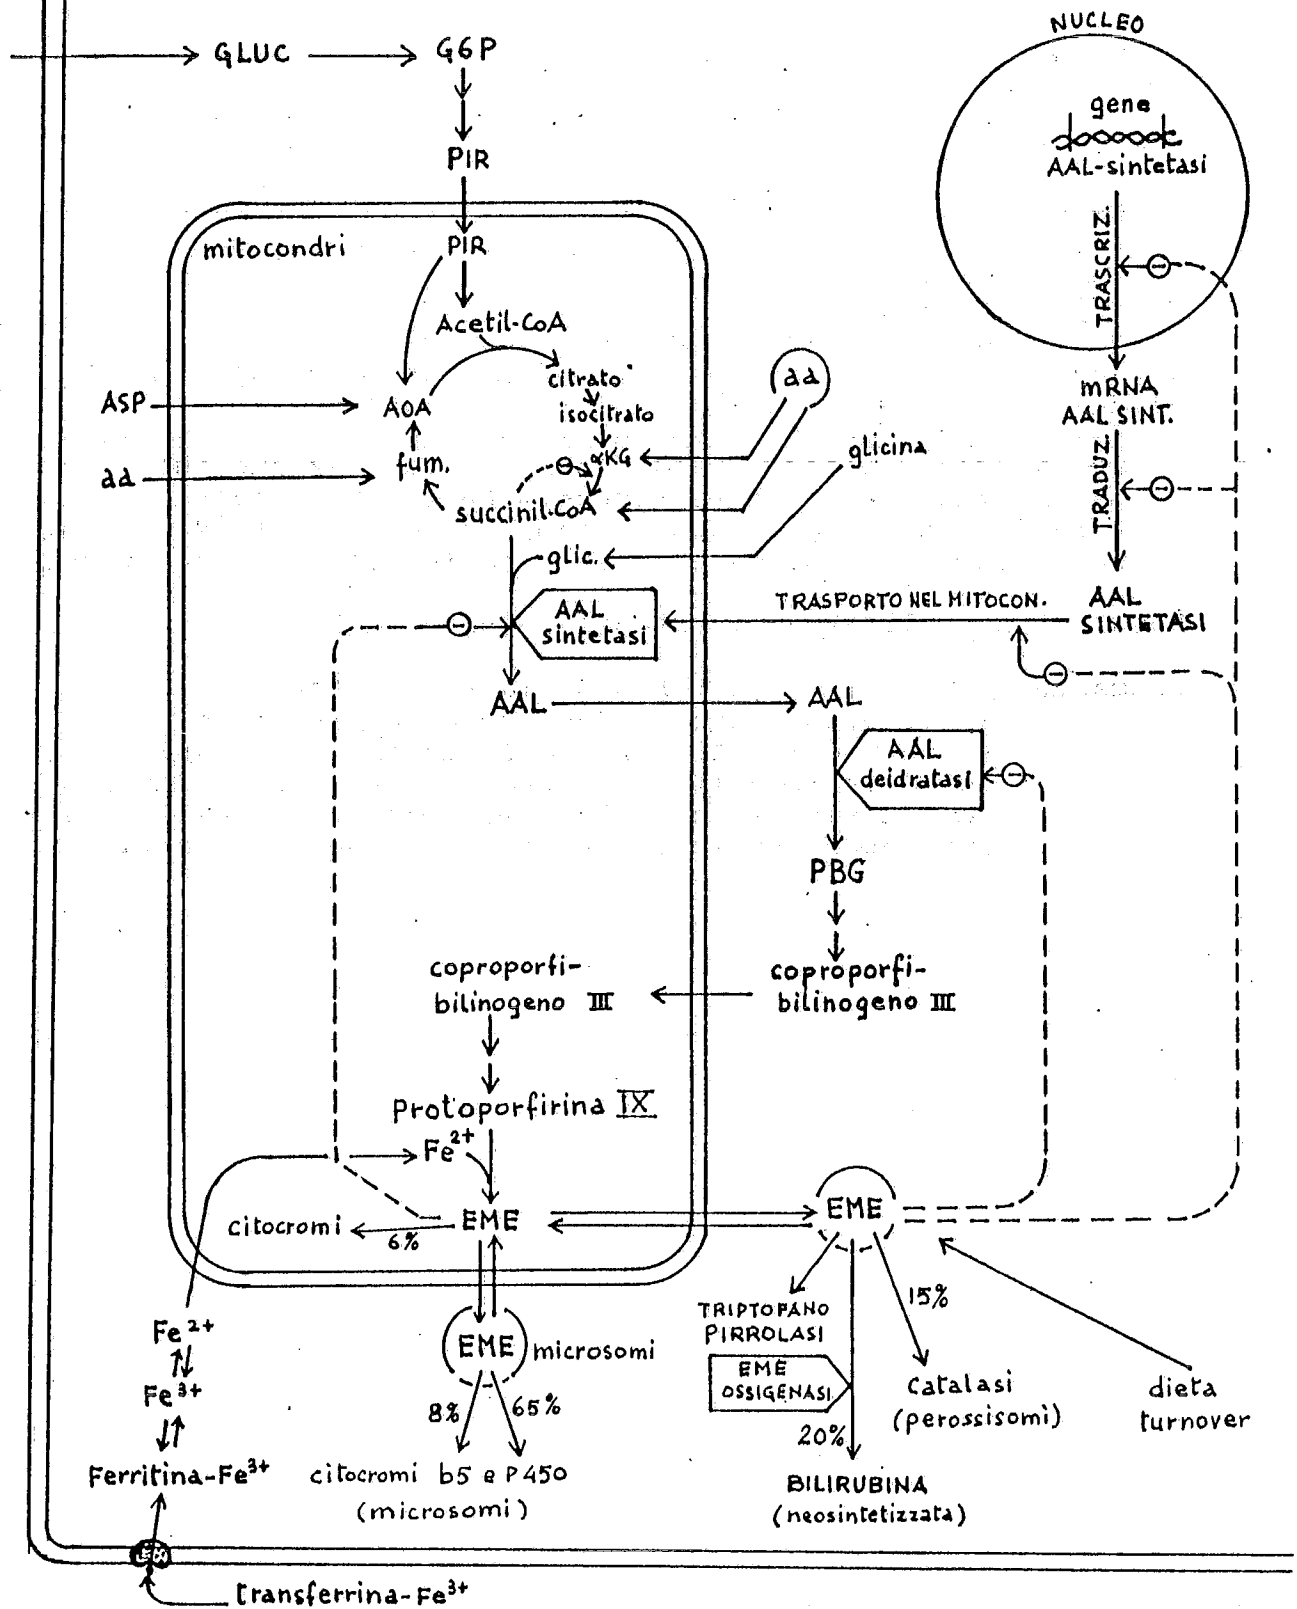 NUCLEO
GLUC
G6P
gene
AAL-sintetasi
PIR
TRASCRIZ.
mitocondri
PIR
⊖
Acetil-CoA
citrato
isocitrato
aa
mRNA
AAL SINT.
ASP
AOA
glicina
fum.
⊖
αKG
aa
TRADUZ.
⊖
succinil-CoA
glic.
AAL
sintetasi
TRASPORTO NEL MITOCON.
AAL
SINTETASI
⊖
⊖
AAL
AAL
AAL
deidratasi
⊖
PBG
coproporfi-
bilinogeno III
coproporfi-
bilinogeno III
Protoporfirina IX
Fe2+
citocromi
6%
EME
EME
Fe2+
Fe3+
EME
microsomi
8%
65%
TRIPTOFANO
PIRROLASI
15%
EME
OSSIGENASI
catalasi
(perossisomi)
dieta
turnover
20%
Ferritina-Fe3+
citocromi b5 e P450
(microsomi)
BILIRUBINA
(neosintetizzata)
transferrina-Fe3+